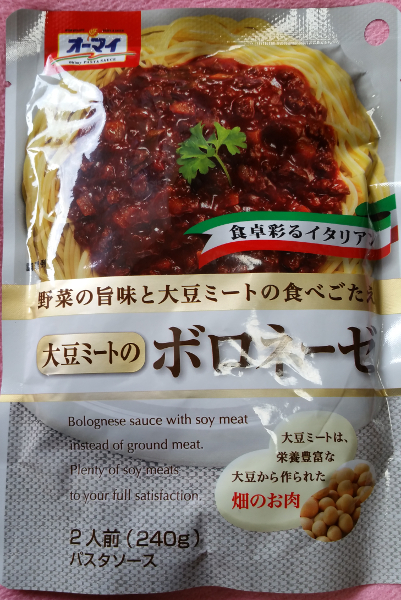 オーマイ
食卓彩るイタリアン
野菜の旨味と大豆ミートの食べごたえ
大豆ミートの
ボロネーゼ
Bolognese sauce with soy meat
instead of ground meat.
Plenty of soy meats
to your full satisfaction.
大豆ミートは、
栄養豊富な
大豆から作られた
畑のお肉
2人前(240g)
パスタソース